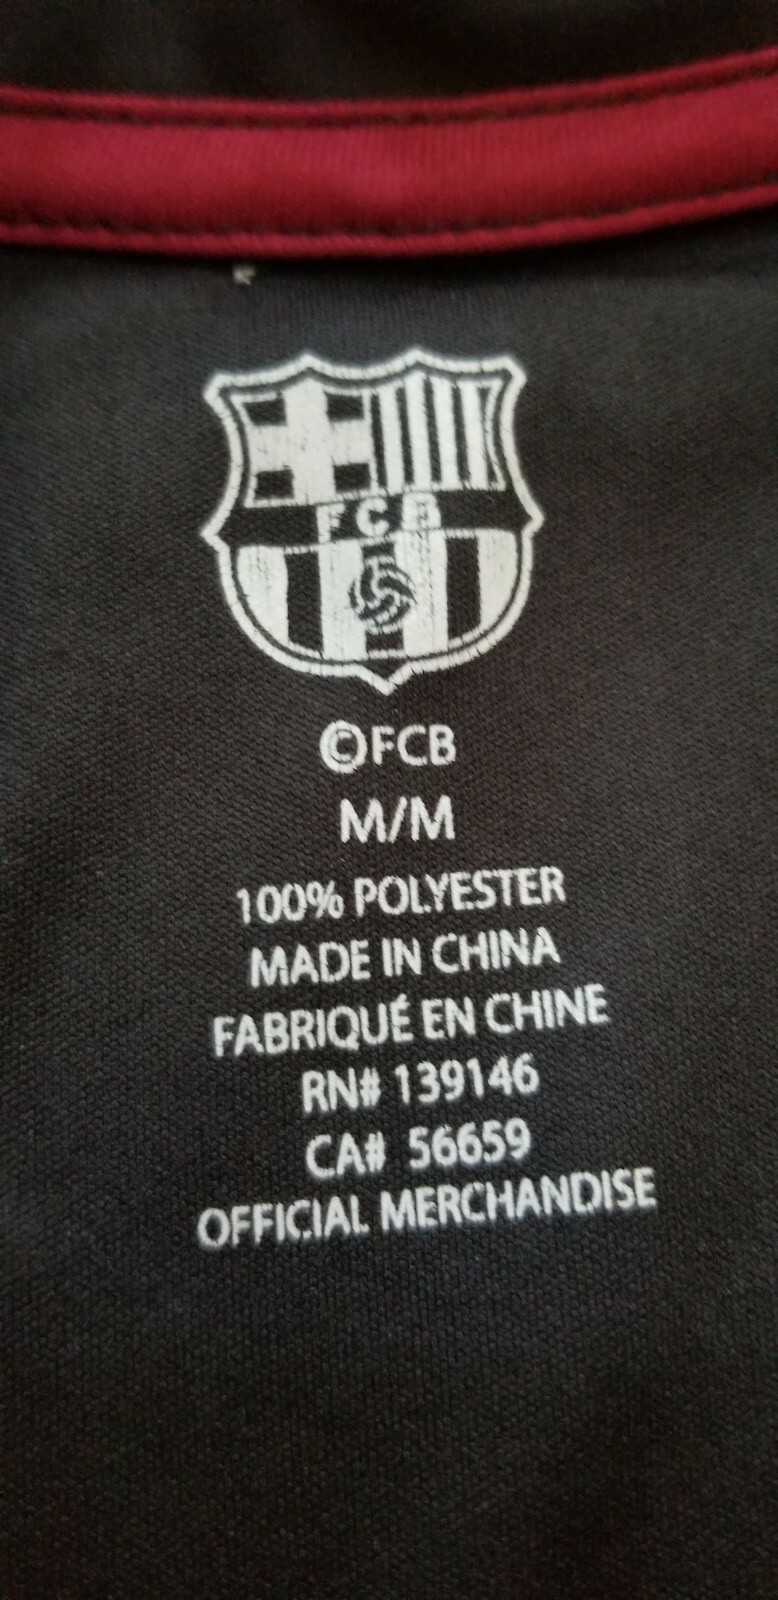 FCB
©FCB
M/M
100% POLYESTER
MADE IN CHINA
FABRIQUÉ EN CHINE
RN# 139146
CA# 56659
OFFICIAL MERCHANDISE